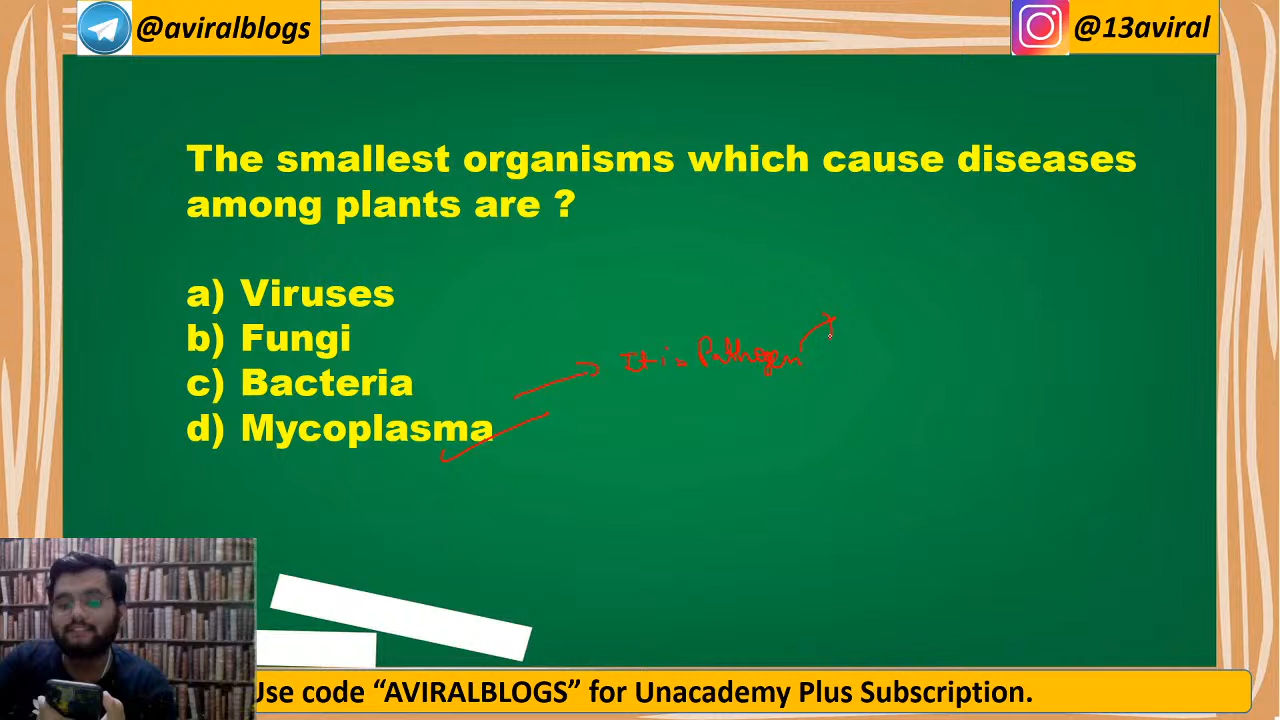 @aviralblogs
@13aviral
The smallest organisms which cause diseases
among plants are ?
a) Viruses
b) Fungi
c) Bacteria
d) Mycoplasma
It is Pathogen
Use code “AVIRALBLOGS” for Unacademy Plus Subscription.